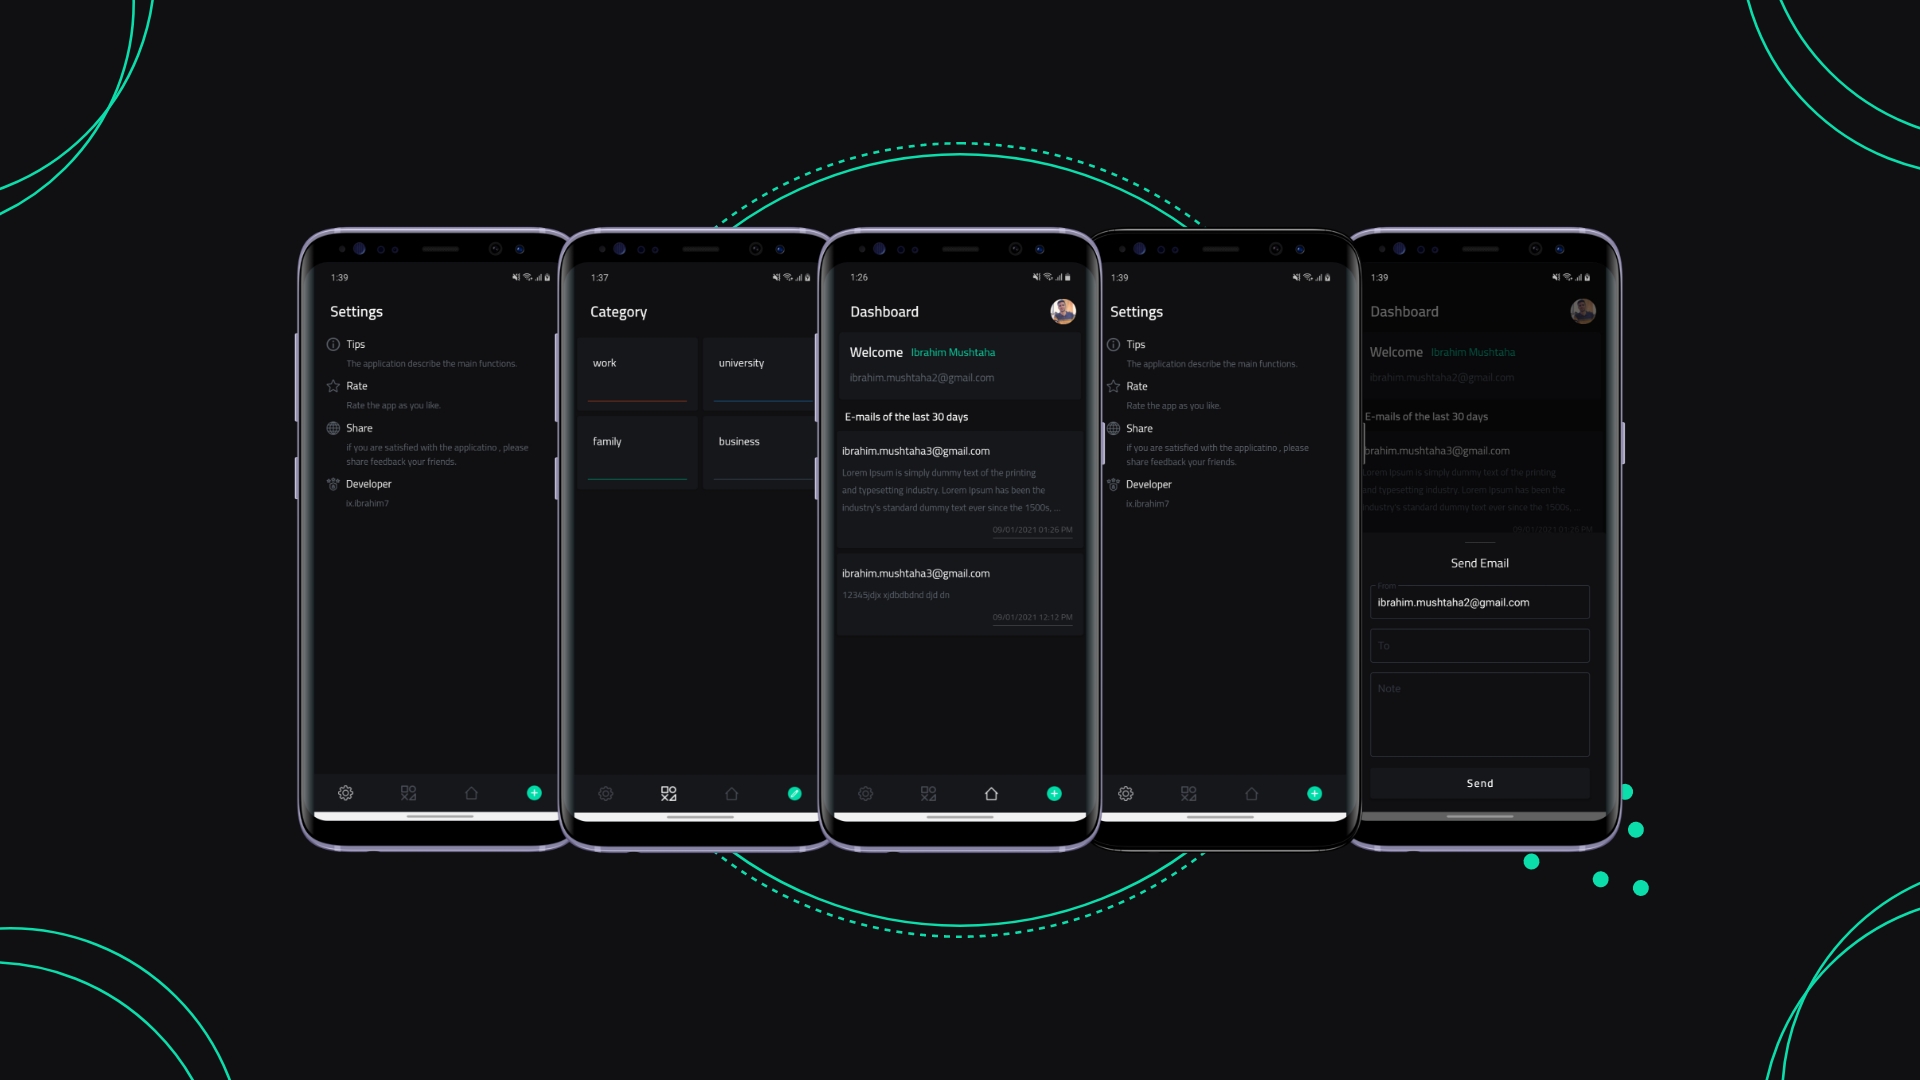 1:39
Settings
Tips
The application describe the main functions.
Rate
Rate the app as you like.
Share
if you are satisfied with the applicatino , please
share feedback your friends.
Developer
ix.ibrahim7
1:37
Category
work
university
family
business
1:26
Dashboard
Welcome Ibrahim Mushtaha
ibrahim.mushtaha2@gmail.com
E-mails of the last 30 days
ibrahim.mushtaha3@gmail.com
Lorem Ipsum is simply dummy text of the printing
and typesetting industry. Lorem Ipsum has been the
industry's standard dummy text ever since the 1500s, ...
09/01/2021 01:26 PM
ibrahim.mushtaha3@gmail.com
12345jdjx xjdbdbdnd djd dn
09/01/2021 12:12 PM
1:39
Settings
Tips
The application describe the main functions.
Rate
Rate the app as you like.
Share
if you are satisfied with the applicatino , please
share feedback your friends.
Developer
ix.ibrahim7
1:39
Dashboard
Welcome Ibrahim Mushtaha
ibrahim.mushtaha2@gmail.com
E-mails of the last 30 days
brahim.mushtaha3@gmail.com
Lorem Ipsum is simply dummy text of the printing
and typesetting industry. Lorem Ipsum has been the
industry's standard dummy text ever since the 1500s, ...
09/01/2021 01:26 PM
Send Email
From
ibrahim.mushtaha2@gmail.com
To
Note
Send